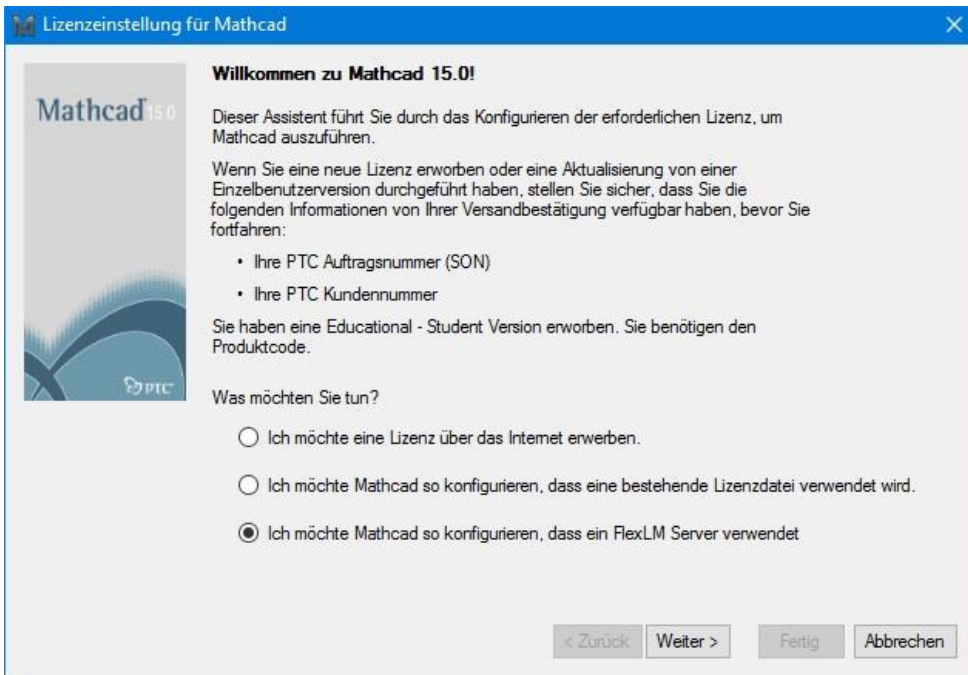 Lizenzeinstellung für Mathcad
Willkommen zu Mathcad 15.0!
Mathcad 15.0
Dieser Assistent führt Sie durch das Konfigurieren der erforderlichen Lizenz, um
Mathcad auszuführen.
Wenn Sie eine neue Lizenz erworben oder eine Aktualisierung von einer
Einzelbenutzerversion durchgeführt haben, stellen Sie sicher, dass Sie die
folgenden Informationen von Ihrer Versandbestätigung verfügbar haben, bevor Sie
fortfahren:
• Ihre PTC Auftragsnummer (SON)
• Ihre PTC Kundennummer
Sie haben eine Educational - Student Version erworben. Sie benötigen den
Produktcode.
PTC
Was möchten Sie tun?
Ich möchte eine Lizenz über das Internet erwerben.
Ich möchte Mathcad so konfigurieren, dass eine bestehende Lizenzdatei verwendet wird.
Ich möchte Mathcad so konfigurieren, dass ein FlexLM Server verwendet
< Zurück Weiter > Fertig Abbrechen